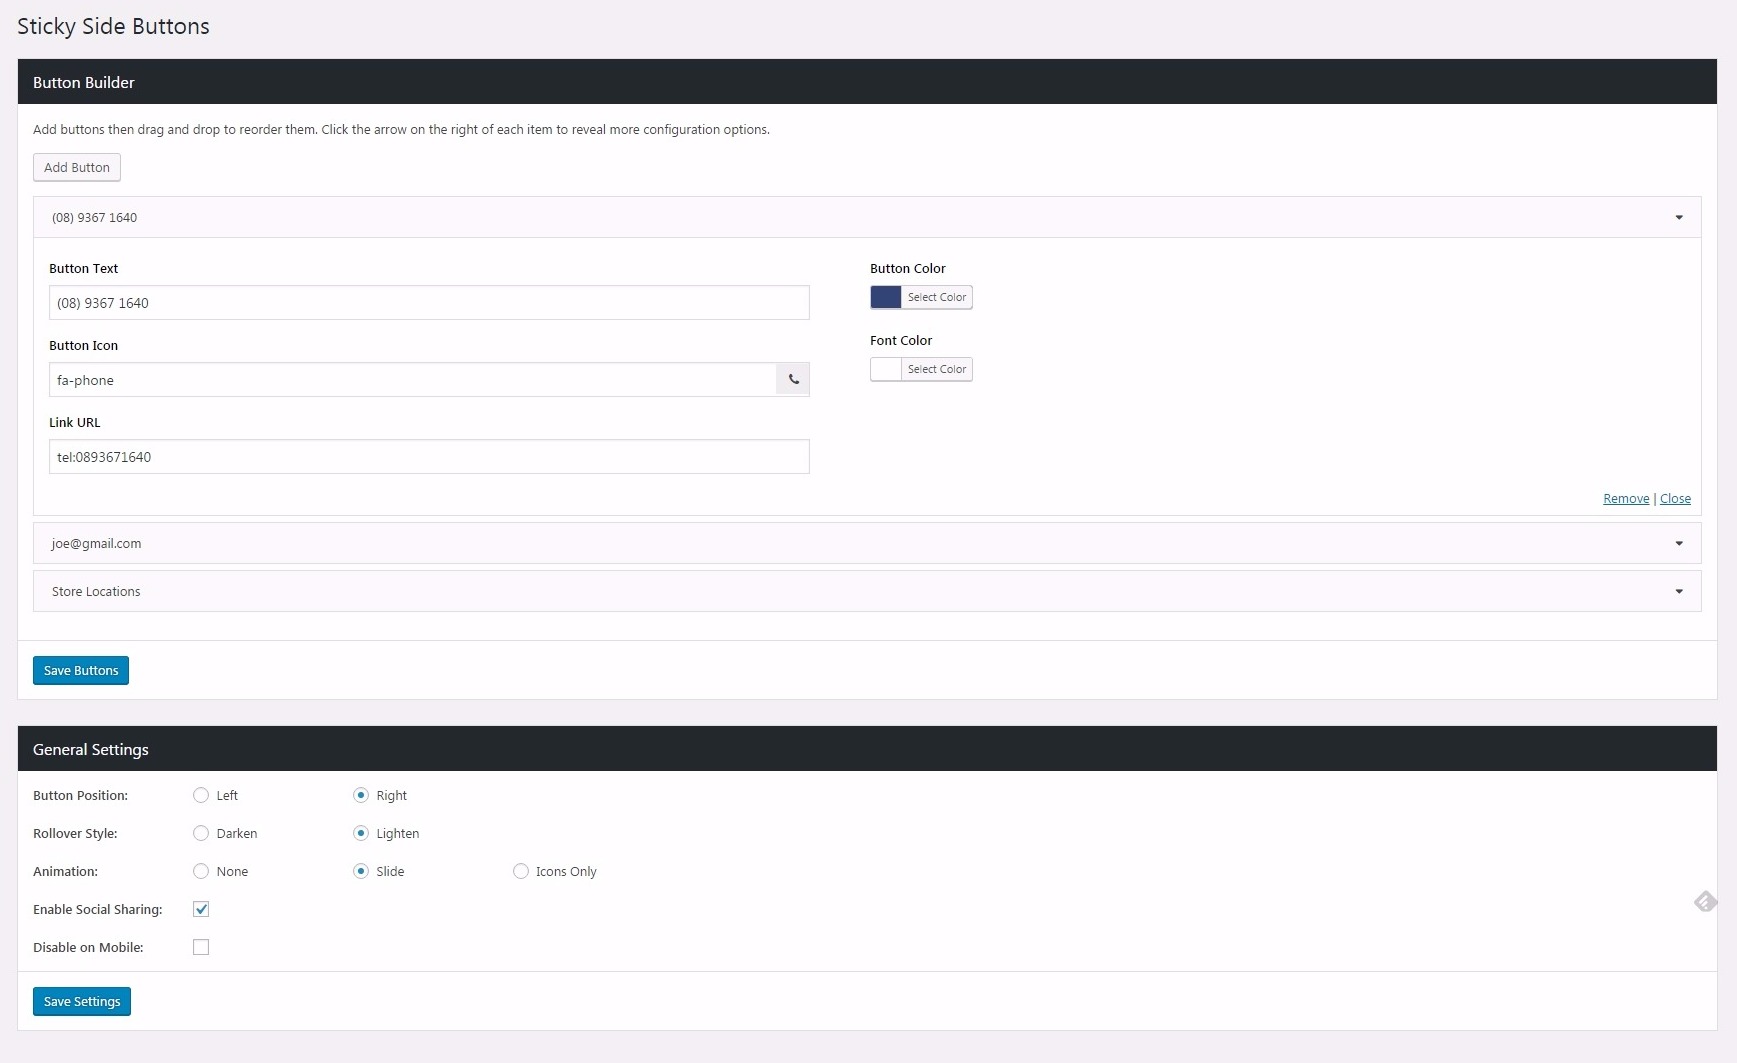 Sticky Side Buttons
Button Builder
Add buttons then drag and drop to reorder them. Click the arrow on the right of each item to reveal more configuration options.
Add Button
(08) 9367 1640
Button Text
(08) 9367 1640
Button Icon
fa-phone
Link URL
tel:0893671640
Button Color
Select Color
Font Color
Select Color
Remove | Close
joe@gmail.com
Store Locations
Save Buttons
General Settings
Button Position: Left Right
Rollover Style: Darken Lighten
Animation: None Slide Icons Only
Enable Social Sharing:
Disable on Mobile:
Save Settings